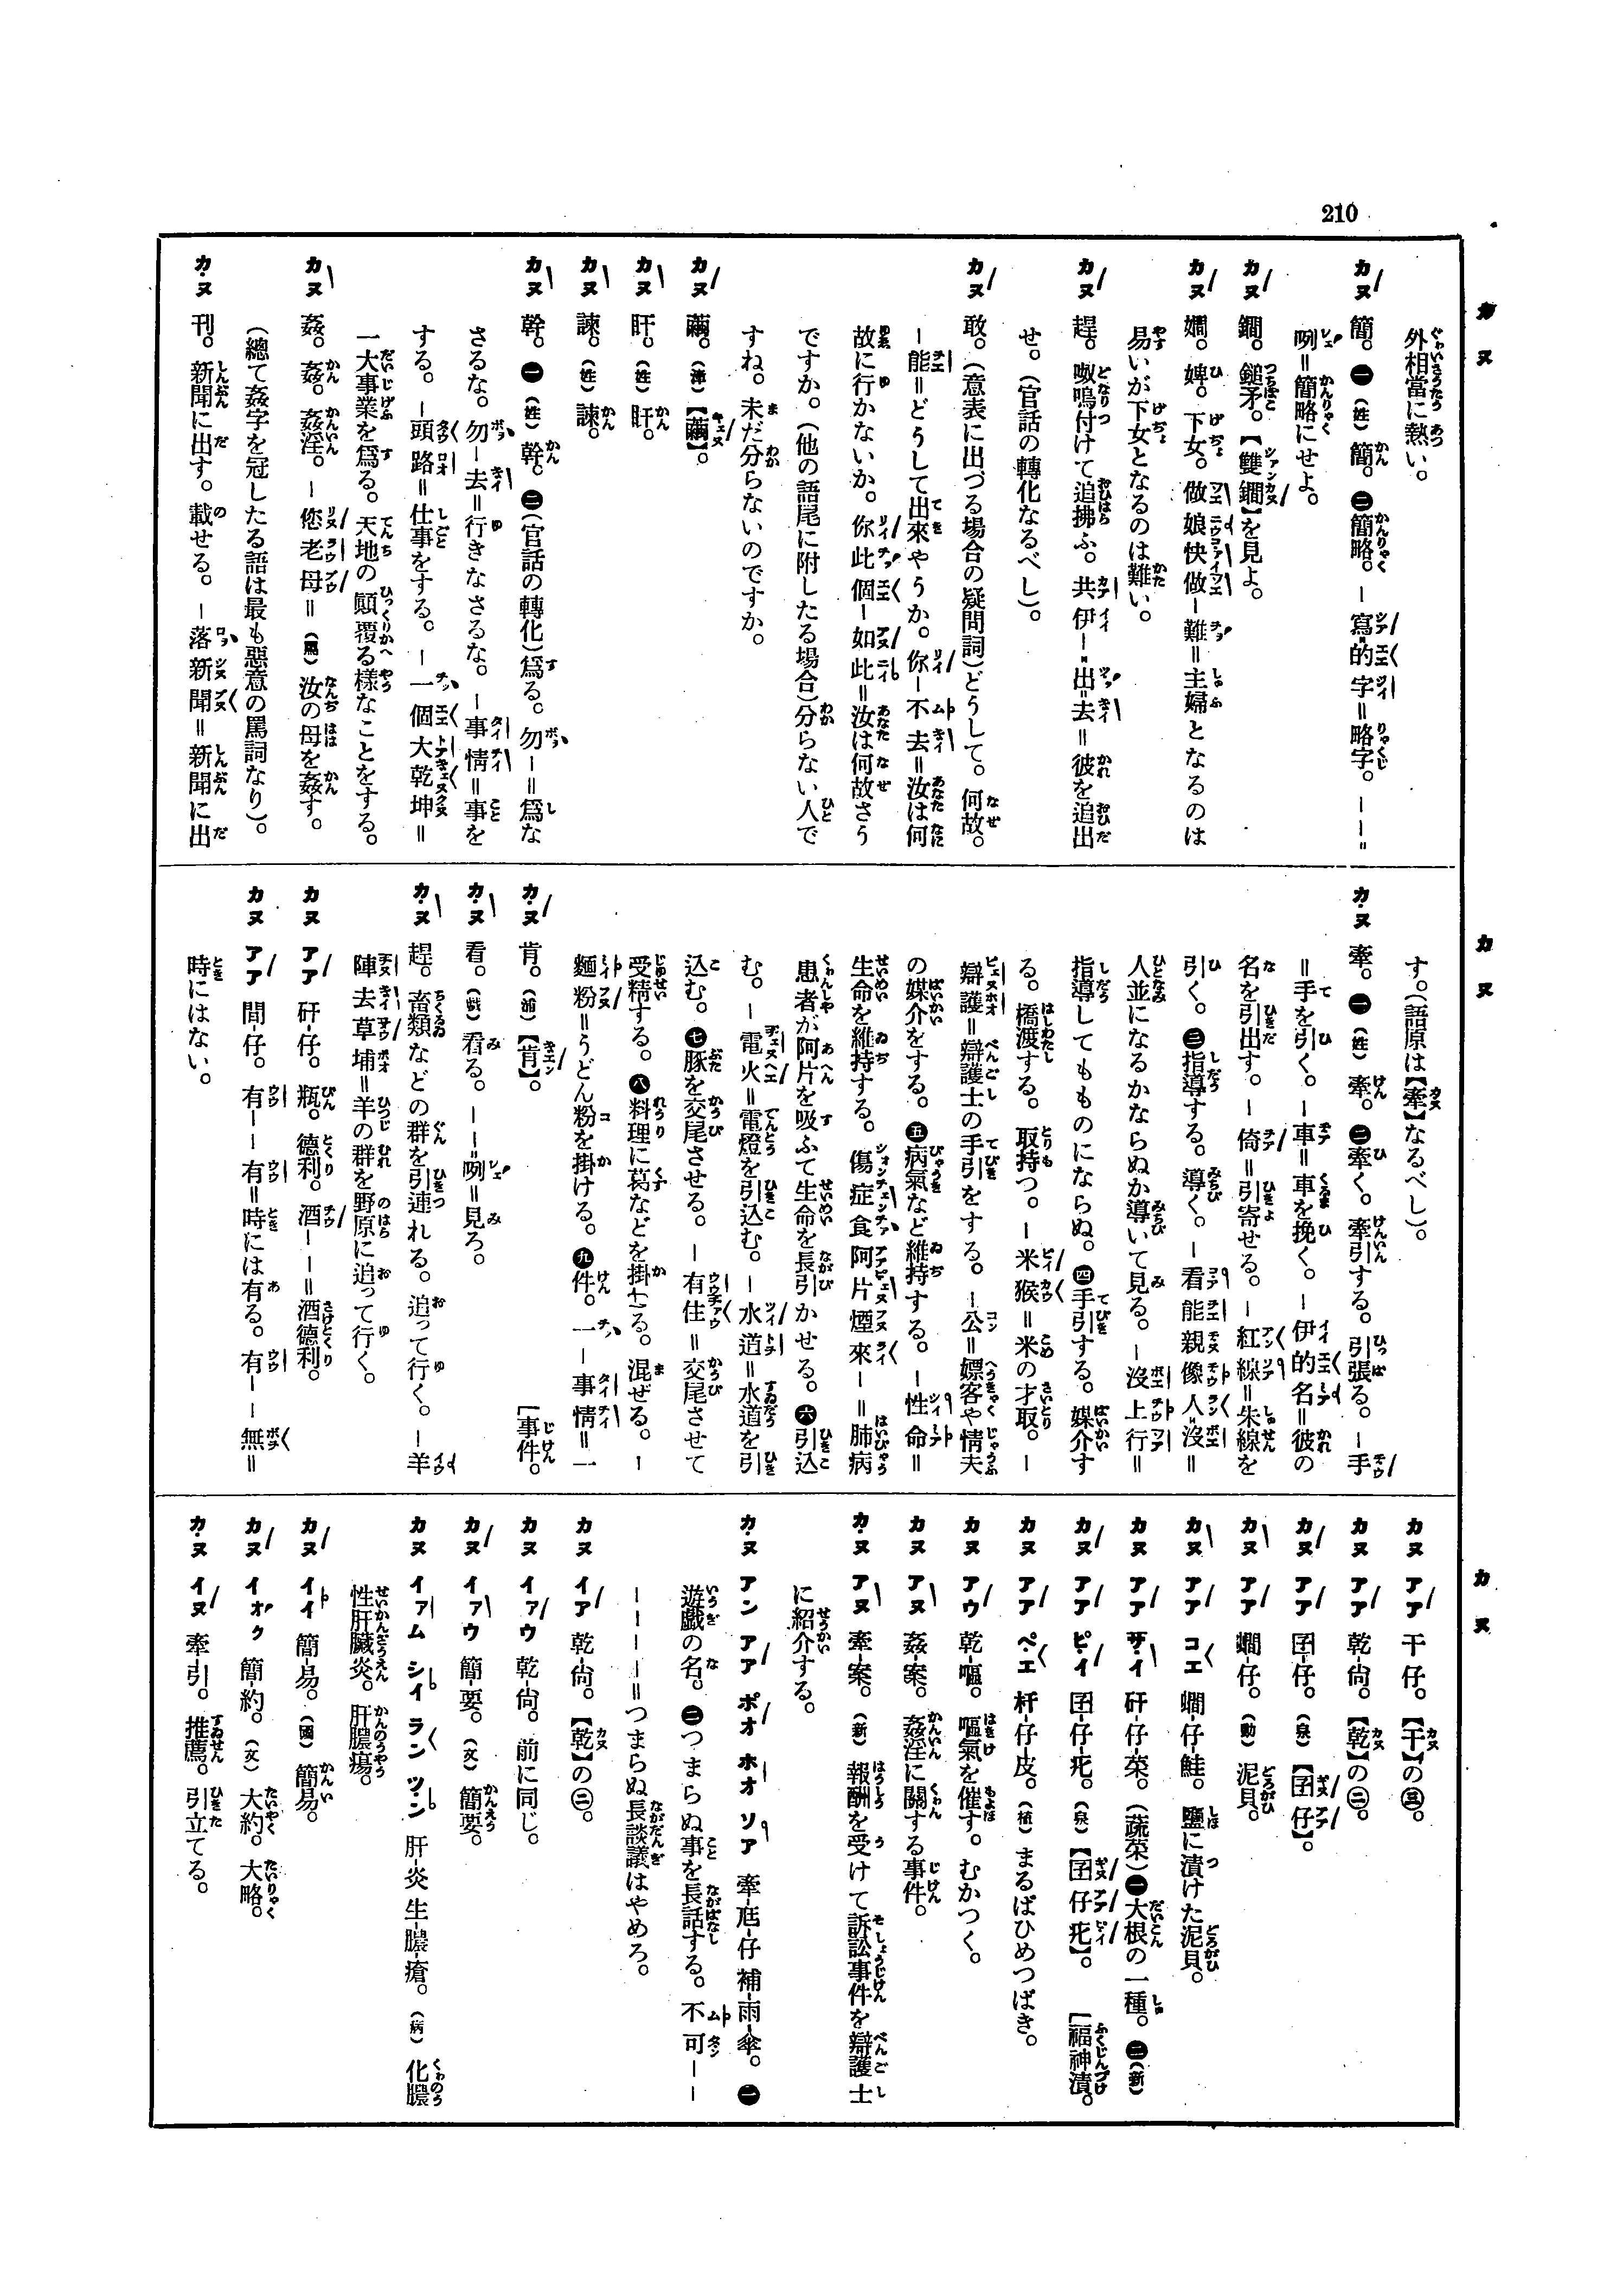 210
カヌ
外相當に熱い。
カヌ 簡。㊀（姓）簡。㊁簡略。－寫的字＝略字。－－＝
咧＝簡略にせよ。
カヌ 鐗。鎚矛。【雙鐗】を見よ。
カヌ 嫺。婢。下女。做娘快做－難＝主婦となるのは
易いが下女となるのは難い。
カヌ 趕。呶鳴付けて追拂ふ。共伊－出去＝彼を追出
せ。（官話の轉化なるべし）。
カヌ 敢。（意表に出づる場合の疑問詞）どうして。何故。
－能＝どうして出來やうか。你－不去＝汝は何
故に行かないか。你此個－如此＝汝は何故さう
ですか。（他の語尾に附したる場合）分らない人で
すね。未だ分らないのですか。
カヌ 繭。（漳）【繭】。
カヌ 旰。（姓）旰。
カヌ 諫。（姓）諫。
カヌ 幹。㊀（姓）幹。㊁（官話の轉化）爲る。勿－＝爲な
さるな。勿－去＝行きなさるな。－事情＝事を
する。－頭路＝仕事をする。－一個大乾坤＝
一大事業を爲る。天地の顚覆る樣なことをする。
カヌ 姦。姦。姦淫。－您老母＝（罵）汝の母を姦す。
（總て姦字を冠したる語は最も惡意の罵詞なり）。
カヌ 刊。新聞に出す。載せる。－落新聞＝新聞に出
カヌ
す。（語原は【牽】なるべし）。
カヌ 牽。㊀（姓）牽。㊁牽く。牽引する。引張る。－手
＝手を引く。－車＝車を挽く。－伊的名＝彼の
名を引出す。－倚＝引寄せる。－紅線＝朱線を
引く。㊂指導する。導く。－看能親像人沒＝
人並になるかならぬか導いて見る。－沒上行＝
指導してもものにならぬ。㊃手引する。媒介す
る。橋渡する。取持つ。－米猴＝米の才取。－
辯護＝辯護士の手引をする。－公＝嫖客や情夫
の媒介をする。㊄病氣など維持する。－性命＝
生命を維持する。傷症食阿片煙來－＝肺病
患者が阿片を吸ふて生命を長引かせる。㊅引込
む。－電火＝電燈を引込む。－水道＝水道を引
込む。㊆豚を交尾させる。－有住＝交尾させて
受精する。㊇料理に葛などを掛ける。混ぜる。－
麵粉＝うどん粉を掛ける。㊈件。一－事情＝一
[事件。
カヌ 肯。（浦）【肯】。
カヌ 看。（戲）看る。－－＝咧＝見ろ。
カヌ 趕。畜類などの群を引連れる。追って行く。－羊
陣去草埔＝羊の群を野原に追って行く。
カヌ アア 矸-仔。瓶。德利。酒－－＝酒德利。
カヌ アア 間-仔。有－－有＝時には有る。有－－無＝
時にはない。
カヌ
カヌ アア 干仔。【干】の㊂。
カヌ アア 乾-尙。【乾】の㊁。
カヌ アア 囝-仔。（泉）【囝仔】。
カヌ アア 蟝-仔。（動）泥貝。
カヌ アア コエ 蟝-仔-鮭。鹽に漬けた泥貝。
カヌ アア サイ 矸-仔-菜。（蔬菜）㊀大根の一種。㊁（新）
[福神漬。
カヌ アア ピイ 囝-仔-疕。（泉）【囝仔疕】。
カヌ アア ペエ 杆-仔-皮。（植）まるばひめつばき。
カヌ アウ 乾-嘔。嘔氣を催す。むかつく。
カヌ アヌ 姦-案。姦淫に關する事件。
カヌ アヌ 牽-案。（新）報酬を受けて訴訟事件を辯護士
に紹介する。
カヌ アン アア ポオ ホオ ソア 牽-尫-仔 補-雨-傘。㊀
遊戲の名。㊁つまらぬ事を長話する。不可－－
－－－－＝つまらぬ長談議はやめろ。
カヌ イア 乾-尙。【乾】の㊁。
カヌ イアウ 乾-尙。前に同じ。
カヌ イアウ 簡-要。（文）簡要。
カヌ イアム シイ ラン ツン 肝-炎 生-膿-瘡。（病）化膿
性肝臟炎。肝膿瘍。
カヌ イイ 簡-易。（國）簡易。
カヌ イオク 簡-約。（文）大約。大略。
カヌ イヌ 牽-引。推薦。引立てる。